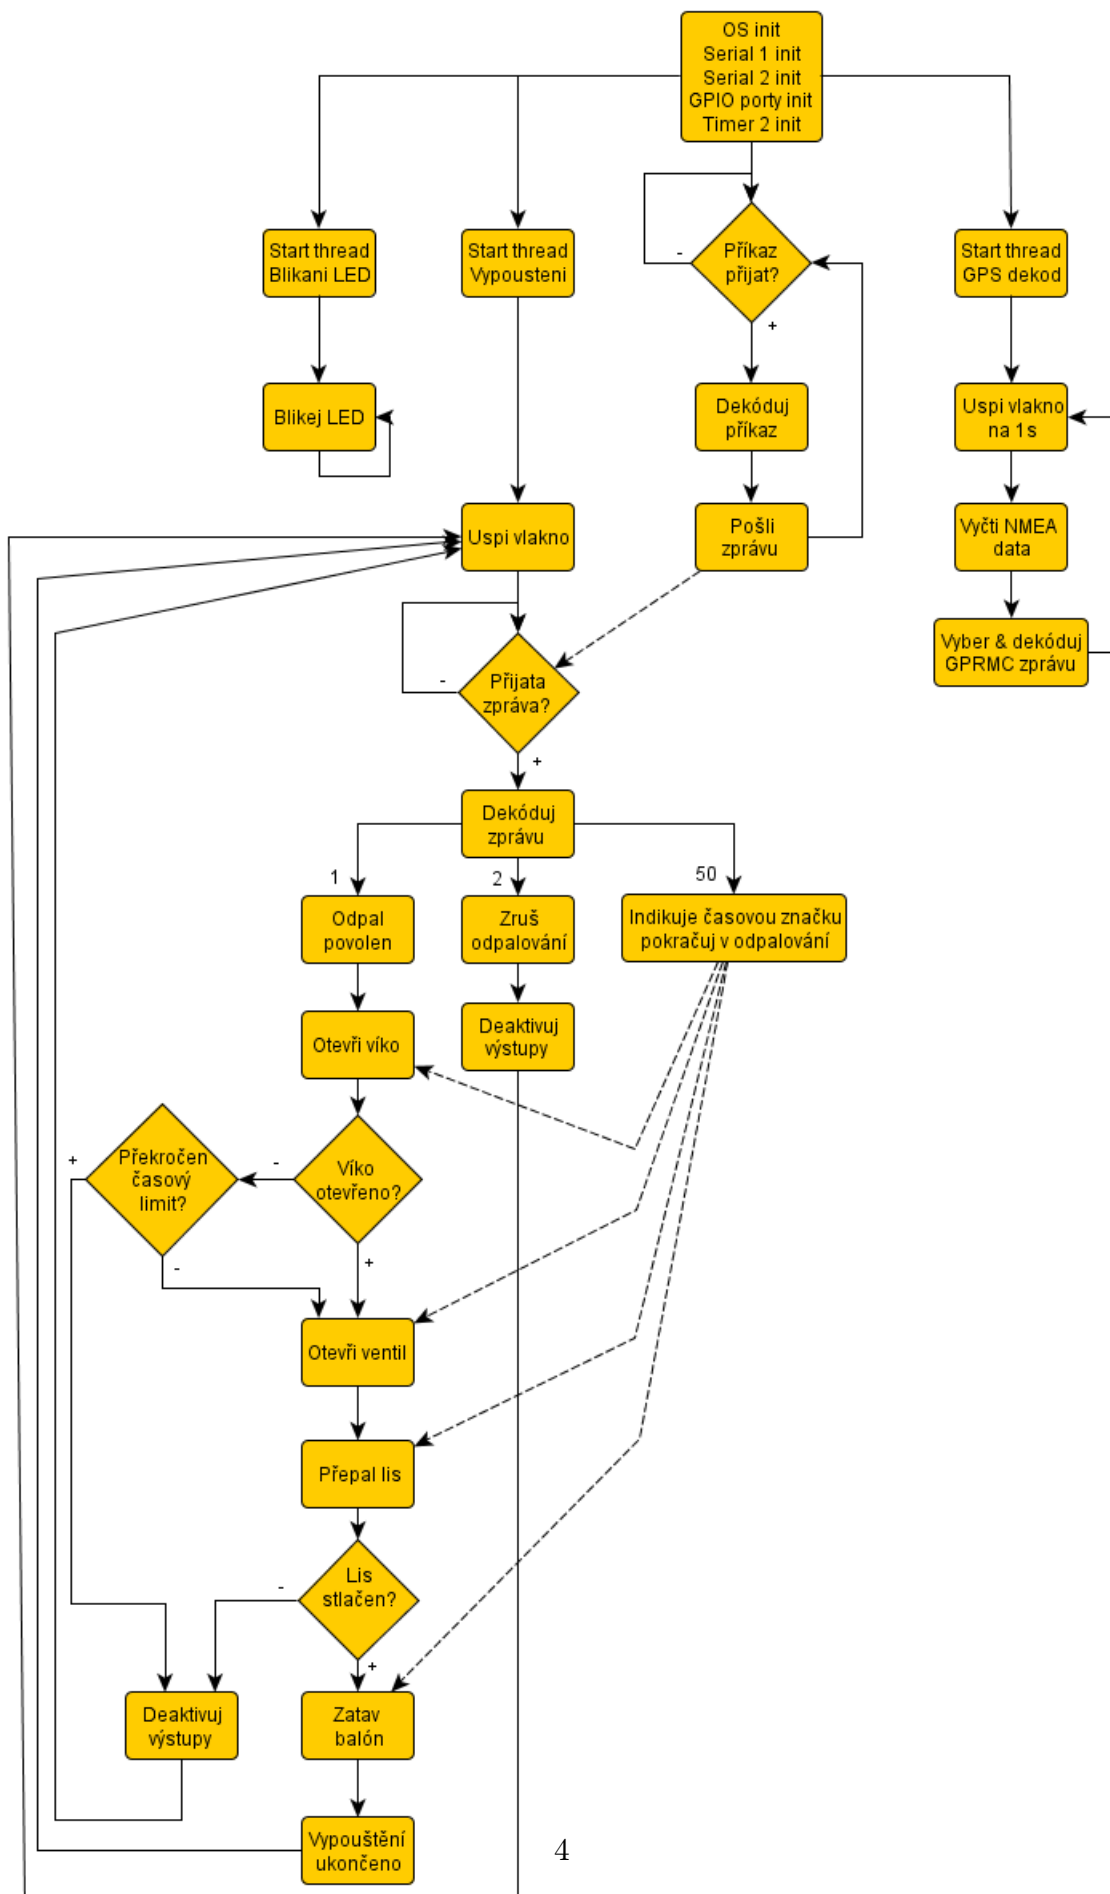 OS init
Serial 1 init
Serial 2 init
GPIO porty init
Timer 2 init
Start thread
Blikani LED
Start thread
Vypousteni
Příkaz
přijat?
-
+
Start thread
GPS dekod
Blikej LED
Dekóduj
příkaz
Uspi vlakno
na 1s
Uspi vlakno
Pošli
zprávu
Vyčti NMEA
data
Vyber & dekóduj
GPRMC zprávu
Přijata
zpráva?
-
+
Dekóduj
zprávu
1
2
50
Odpal
povolen
Zruš
odpalování
Indikuje časovou značku
pokračuj v odpalování
Otevři víko
Deaktivuj
výstupy
Překročen
časový
limit?
+
-
Víko
otevřeno?
-
+
Otevři ventil
Přepal lis
Lis
stlačen?
-
+
Deaktivuj
výstupy
Zatav
balón
Vypouštění
ukončeno
4